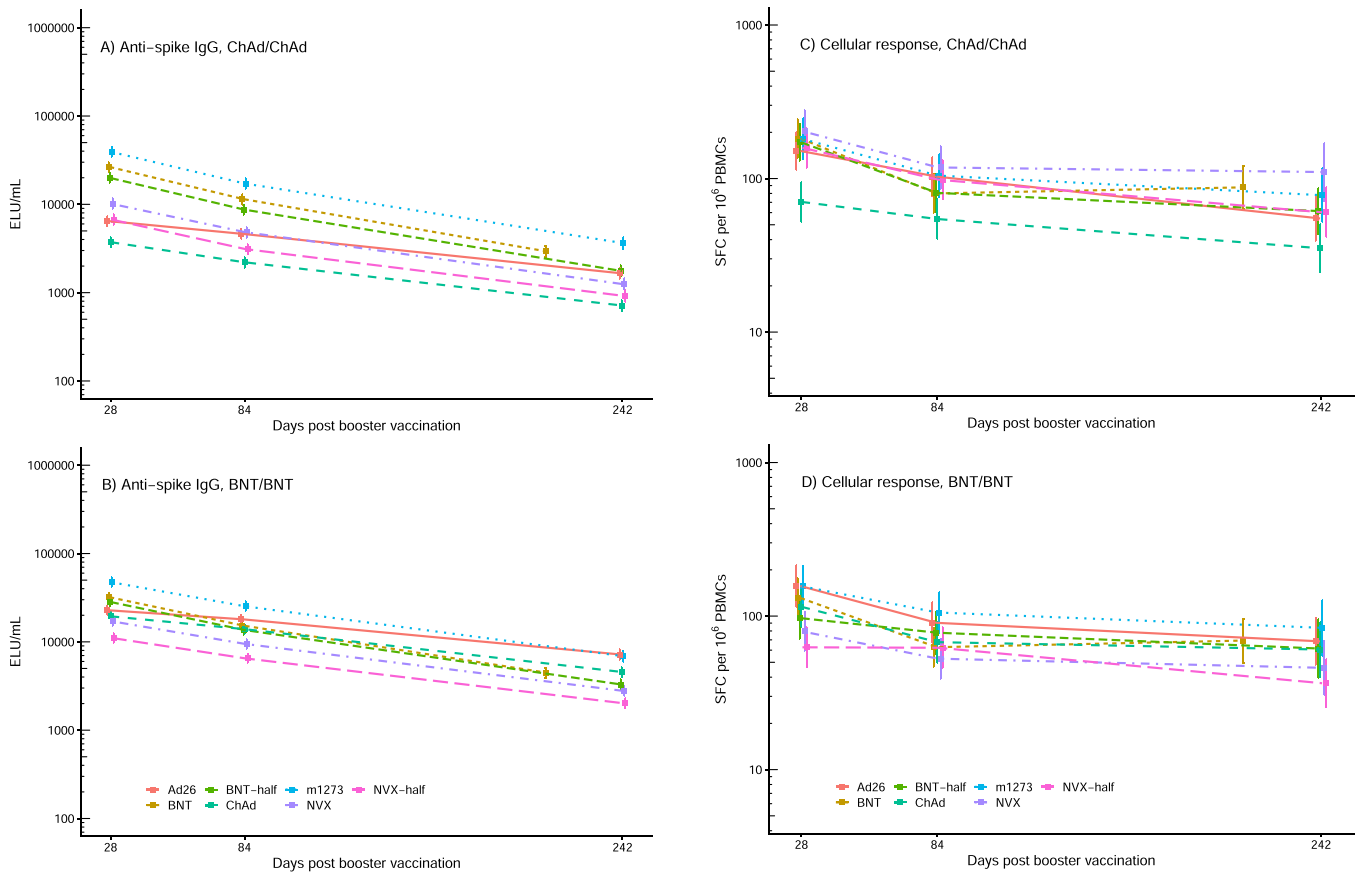 A) Anti−spike IgG, ChAd/ChAd
ELU/mL
1000000
100000
10000
1000
100
28 84 242
Days post booster vaccination
C) Cellular response, ChAd/ChAd
SFC per 10⁶ PBMCs
1000
100
10
28 84 242
Days post booster vaccination
B) Anti−spike IgG, BNT/BNT
ELU/mL
1000000
100000
10000
1000
100
Ad26 BNT−half m1273 NVX−half
BNT ChAd NVX
28 84 242
Days post booster vaccination
D) Cellular response, BNT/BNT
SFC per 10⁶ PBMCs
1000
100
10
Ad26 BNT−half m1273 NVX−half
BNT ChAd NVX
28 84 242
Days post booster vaccination